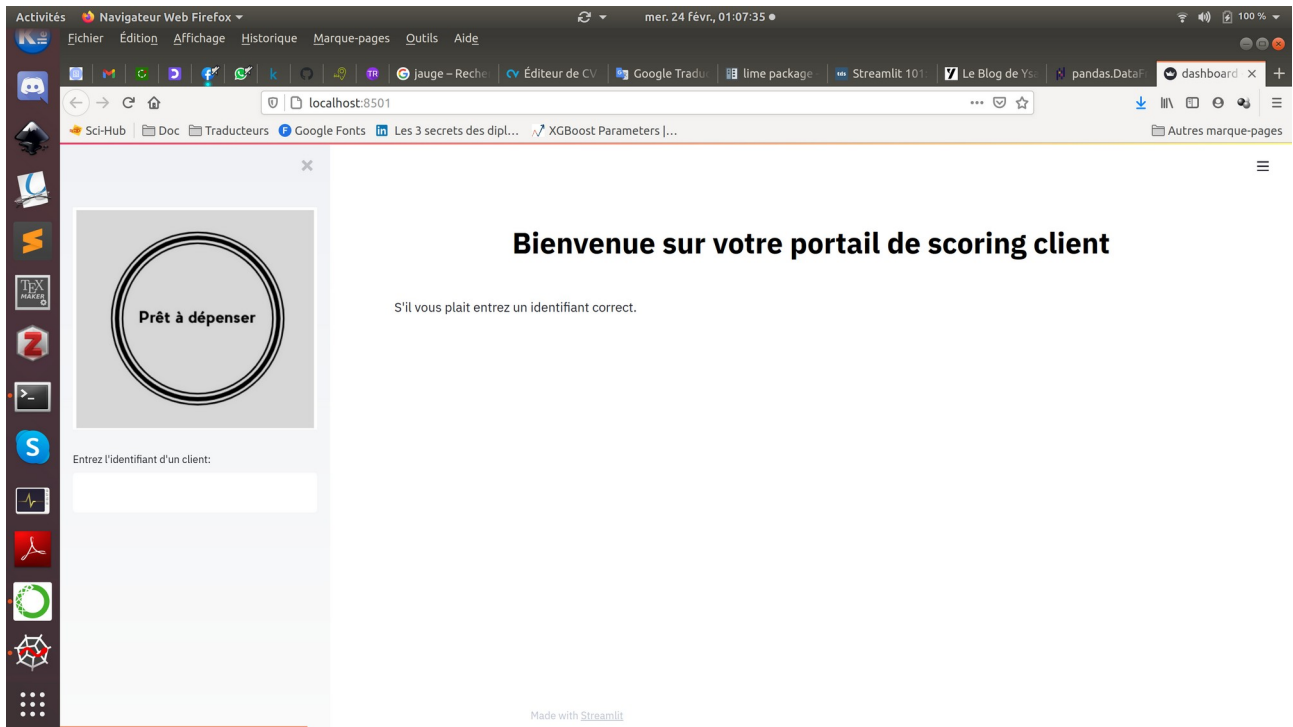 Activités Navigateur Web Firefox mer. 24 févr., 01:07:35 100 %
Fichier Édition Affichage Historique Marque-pages Outils Aide
Jauge – Reche Éditeur de CV Google Tradu lime package - Streamlit 101: Le Blog de Ysa pandas.DataF dashboard
localhost:8501
Sci-Hub Doc Traducteurs Google Fonts Les 3 secrets des dipl... XGBoost Parameters |... Autres marque-pages
Bienvenue sur votre portail de scoring client
S'il vous plait entrez un identifiant correct.
Prêt à dépenser
TEX
MAKER
Entrez l'identifiant d'un client:
Made with Streamlit